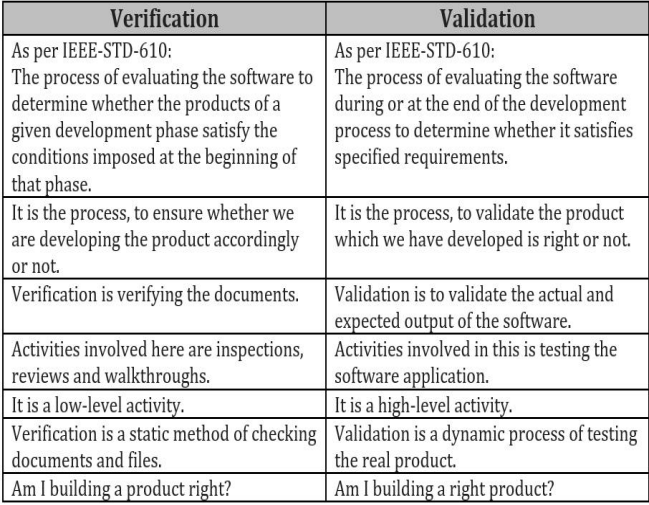 Verification
Validation
As per IEEE-STD-610:
The process of evaluating the software to
determine whether the products of a
given development phase satisfy the
conditions imposed at the beginning of
that phase.
As per IEEE-STD-610:
The process of evaluating the software
during or at the end of the development
process to determine whether it satisfies
specified requirements.
It is the process, to ensure whether we
are developing the product accordingly
or not.
It is the process, to validate the product
which we have developed is right or not.
Verification is verifying the documents.
Validation is to validate the actual and
expected output of the software.
Activities involved here are inspections,
reviews and walkthroughs.
Activities involved in this is testing the
software application.
It is a low-level activity.
It is a high-level activity.
Verification is a static method of checking
documents and files.
Validation is a dynamic process of testing
the real product.
Am I building a product right?
Am I building a right product?